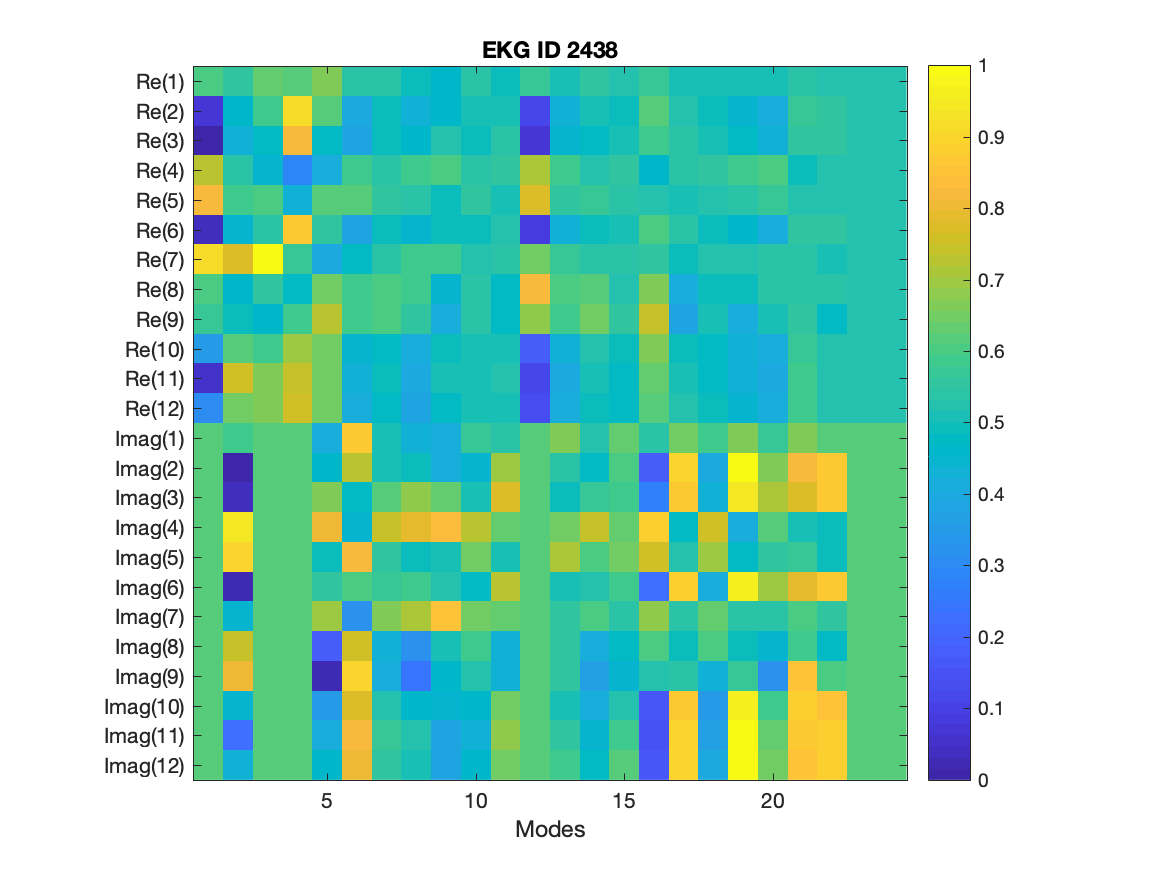 EKG ID 2438
Re(1)
Re(2)
Re(3)
Re(4)
Re(5)
Re(6)
Re(7)
Re(8)
Re(9)
Re(10)
Re(11)
Re(12)
Imag(1)
Imag(2)
Imag(3)
Imag(4)
Imag(5)
Imag(6)
Imag(7)
Imag(8)
Imag(9)
Imag(10)
Imag(11)
Imag(12)
5 10 15 20
Modes
1
0.9
0.8
0.7
0.6
0.5
0.4
0.3
0.2
0.1
0